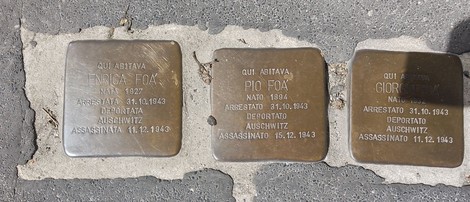 QUI ABITAVA
ENRICA FOA'
NATA 1927
ARRESTATA 31.10.1943
DEPORTATA
AUSCHWITZ
ASSASSINATA 11.12.1943
QUI ABITAVA
PIO FOA'
NATO 1894
ARRESTATO 31.10.1943
DEPORTATO
AUSCHWITZ
ASSASSINATO 15.12.1943
QUI
NATO
ARRESTATO 31.10.1943
DEPORTATO
AUSCHWITZ
ASSASSINATO 11.12.1943